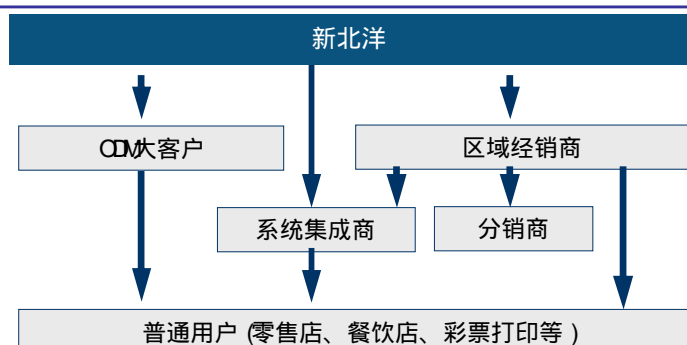 新北洋
ODM大客户
区域经销商
系统集成商
分销商
普通用户 (零售店、餐饮店、彩票打印等 )